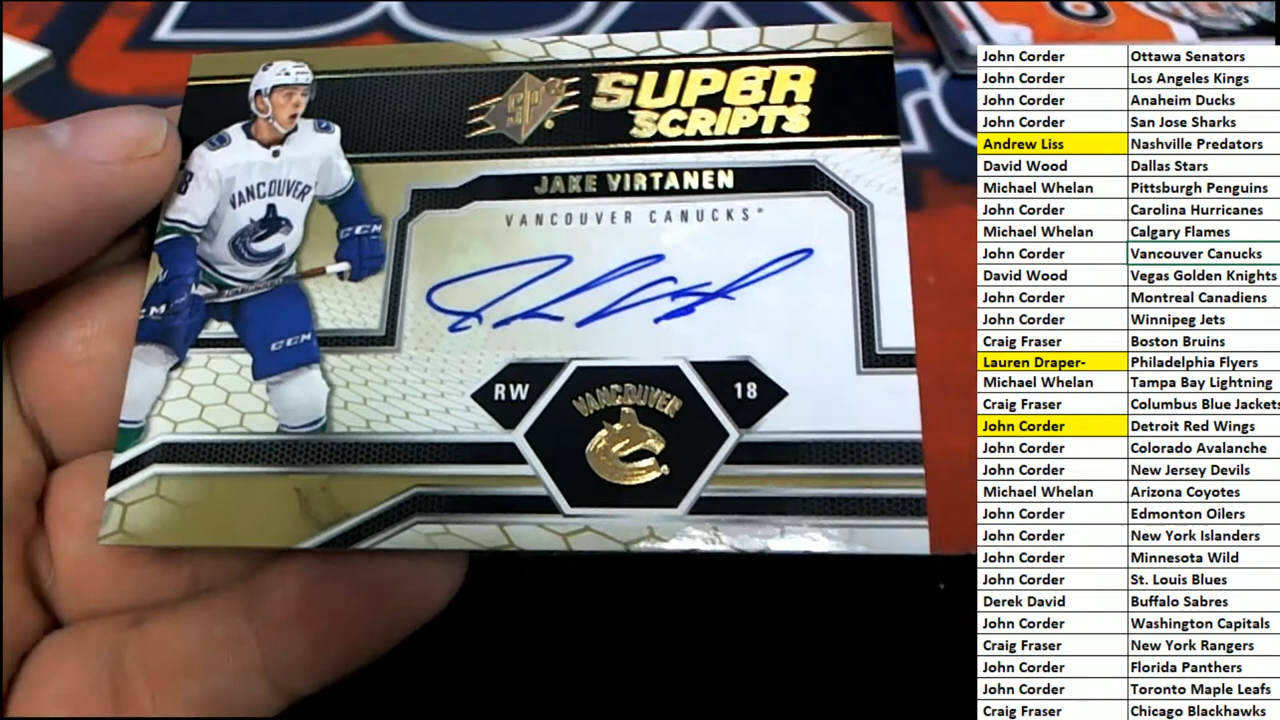 SPx SUPER
SCRIPTS
JAKE VIRTANEN
VANCOUVER CANUCKS
VANCOUVER
CCM
CCM
RW
18
VANCOUVER
John Corder Ottawa Senators
John Corder Los Angeles Kings
John Corder Anaheim Ducks
John Corder San Jose Sharks
Andrew Liss Nashville Predators
David Wood Dallas Stars
Michael Whelan Pittsburgh Penguins
John Corder Carolina Hurricanes
Michael Whelan Calgary Flames
John Corder Vancouver Canucks
David Wood Vegas Golden Knights
John Corder Montreal Canadiens
John Corder Winnipeg Jets
Craig Fraser Boston Bruins
Lauren Draper- Philadelphia Flyers
Michael Whelan Tampa Bay Lightning
Craig Fraser Columbus Blue Jackets
John Corder Detroit Red Wings
John Corder Colorado Avalanche
John Corder New Jersey Devils
Michael Whelan Arizona Coyotes
John Corder Edmonton Oilers
John Corder New York Islanders
John Corder Minnesota Wild
John Corder St. Louis Blues
Derek David Buffalo Sabres
John Corder Washington Capitals
Craig Fraser New York Rangers
John Corder Florida Panthers
John Corder Toronto Maple Leafs
Craig Fraser Chicago Blackhawks